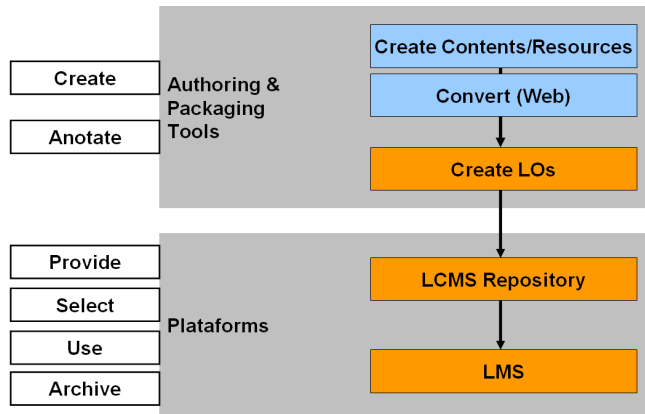 Create
Anotate
Authoring &
Packaging
Tools
Create Contents/Resources
Convert (Web)
Create LOs
Provide
Select
Use
Archive
Plataforms
LCMS Repository
LMS